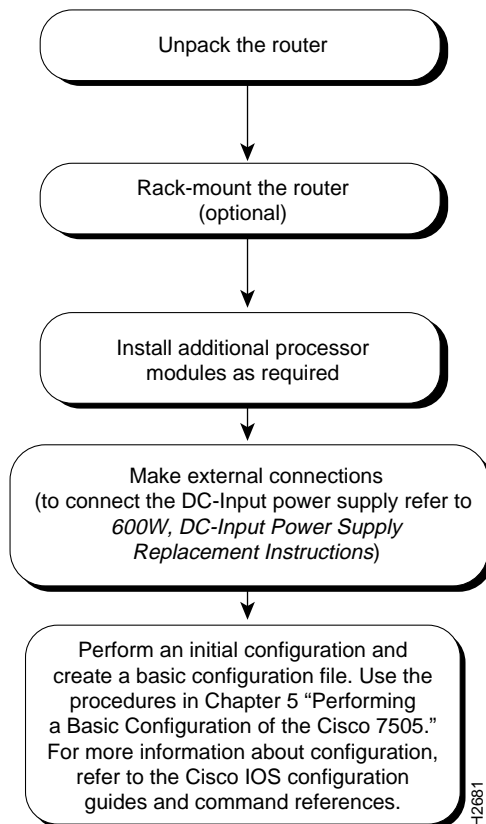 Unpack the router
Rack-mount the router
(optional)
Install additional processor
modules as required
Make external connections
(to connect the DC-Input power supply refer to
600W, DC-Input Power Supply
Replacement Instructions)
Perform an initial configuration and
create a basic configuration file. Use the
procedures in Chapter 5 “Performing
a Basic Configuration of the Cisco 7505.”
For more information about configuration,
refer to the Cisco IOS configuration
guides and command references.
H2681